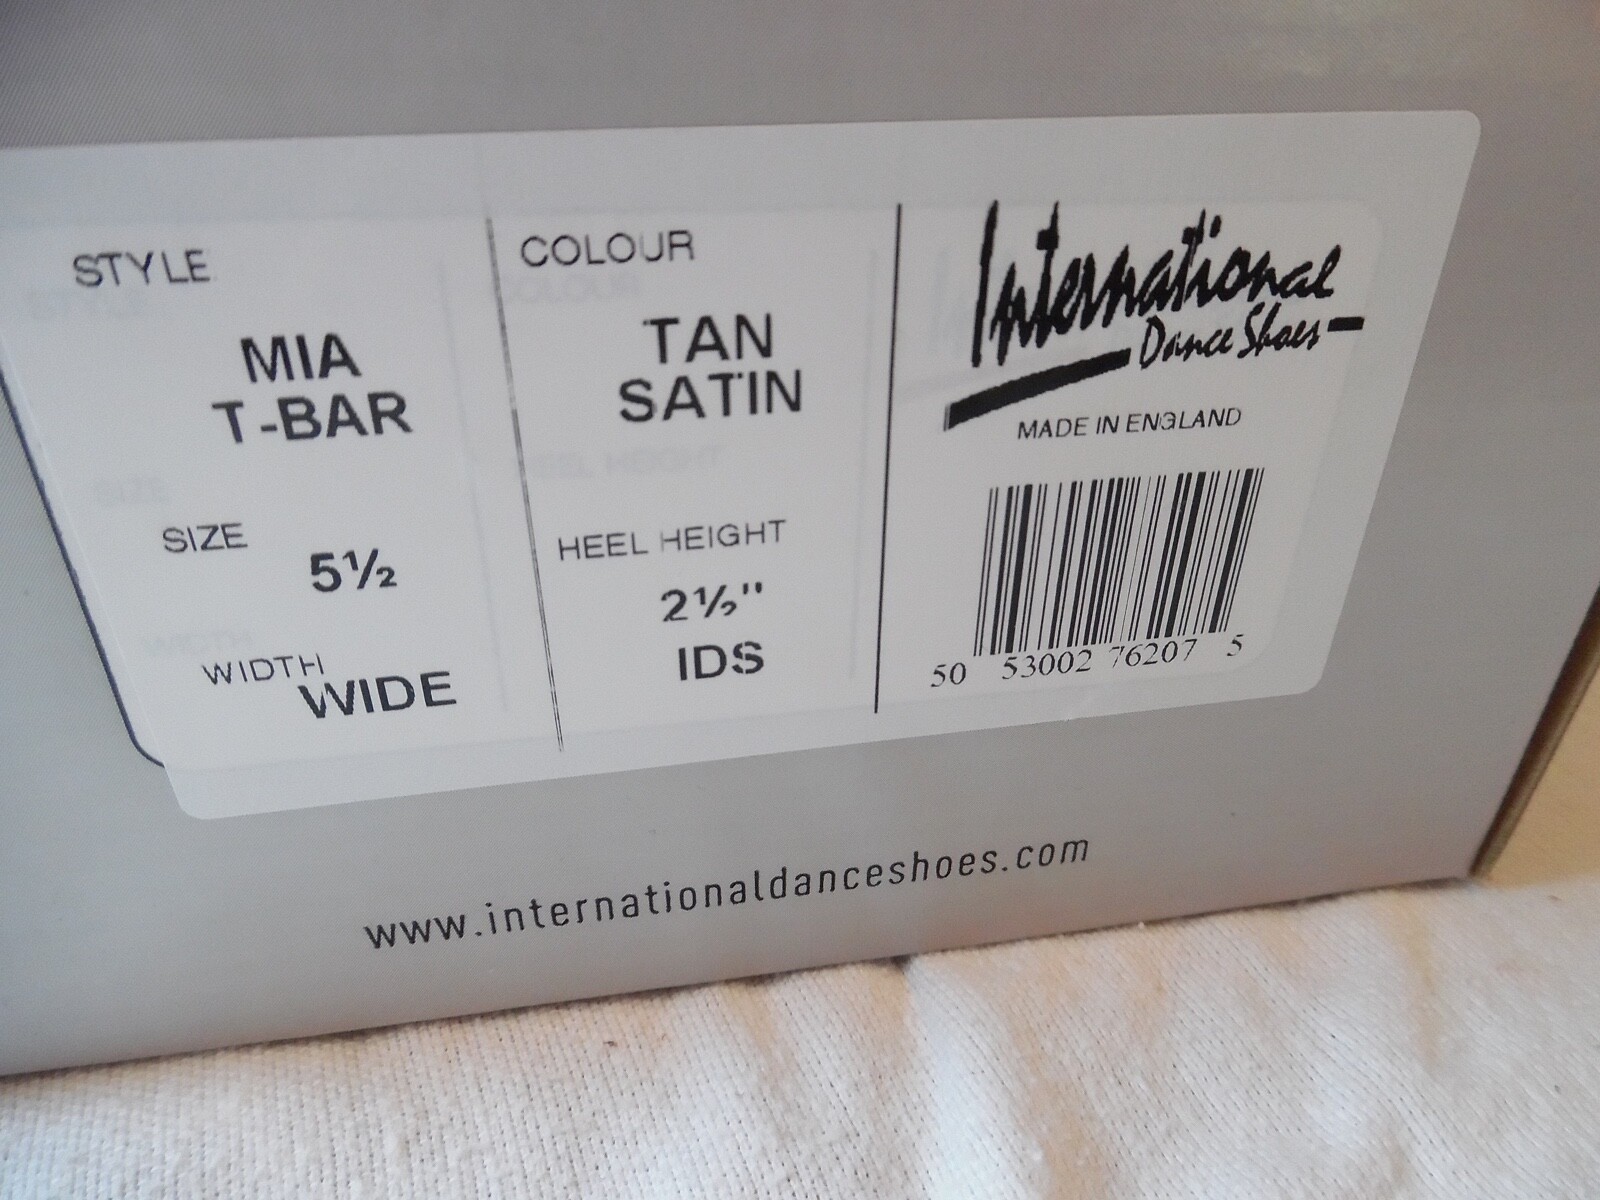 STYLE
MIA
T-BAR
SIZE
5½
WIDTH
WIDE
COLOUR
TAN
SATIN
HEEL HEIGHT
2½"
IDS
International
Dance Shoes
MADE IN ENGLAND
50 53002 76207 5
www.internationaldanceshoes.com